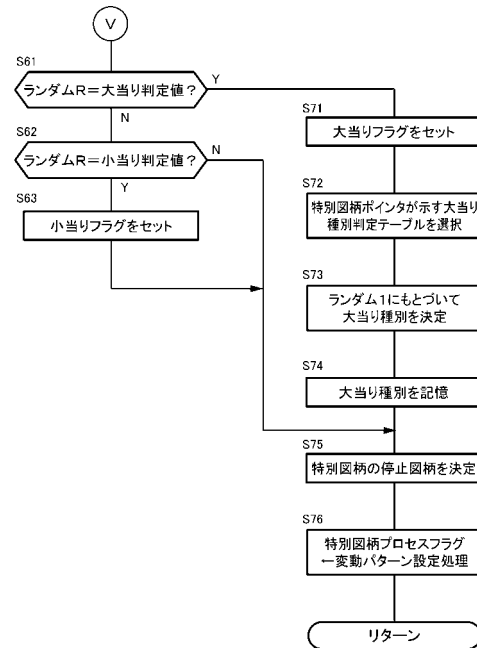 V
S61
ランダムR＝大当り判定値？
Y
N
S62
ランダムR＝小当り判定値？
N
Y
S63
小当りフラグをセット
S71
大当りフラグをセット
S72
特別図柄ポインタが示す大当り
種別判定テーブルを選択
S73
ランダム1にもとづいて
大当り種別を決定
S74
大当り種別を記憶
S75
特別図柄の停止図柄を決定
S76
特別図柄プロセスフラグ
←変動パターン設定処理
リターン